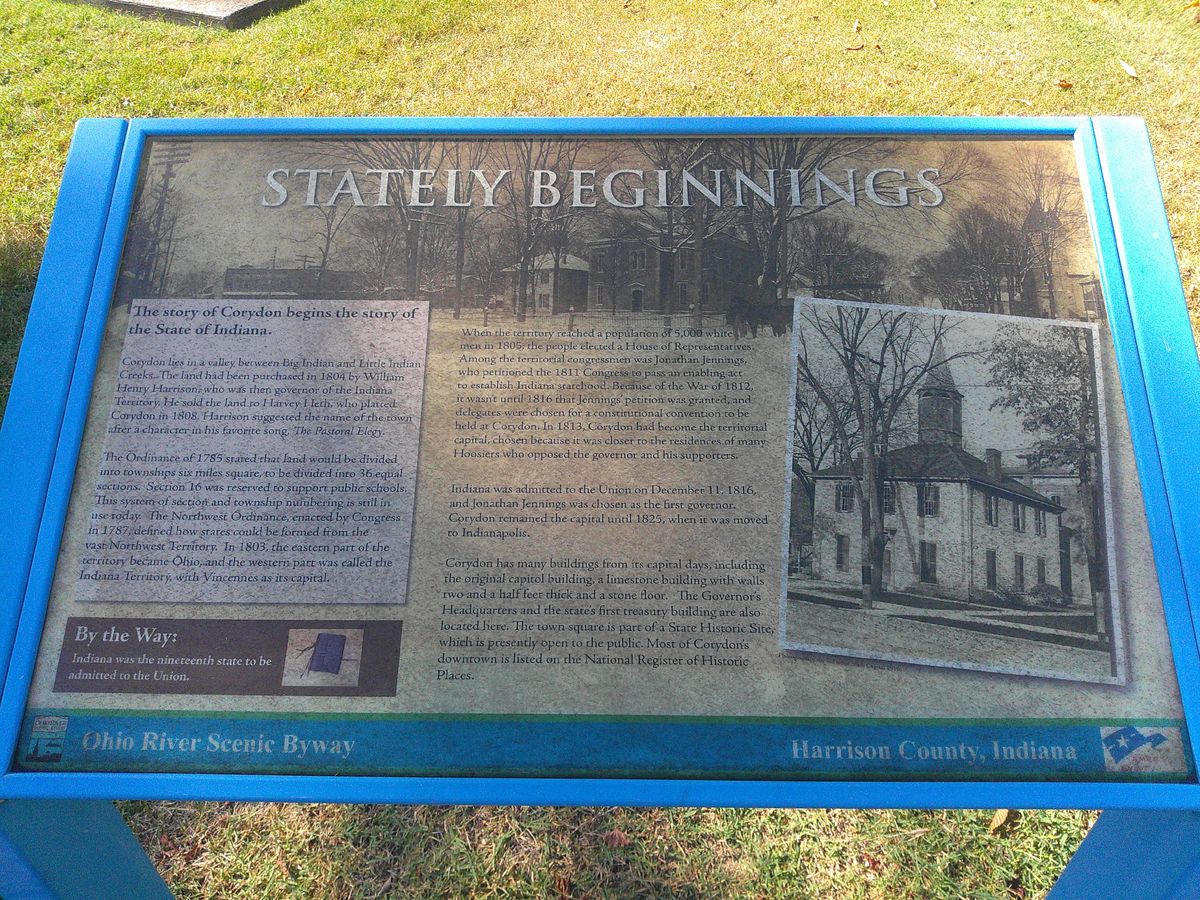 STATELY BEGINNINGS
The story of Corydon begins the story of
the State of Indiana.
Corydon lies in a valley between Big Indian and Little Indian
Creeks. The land had been purchased in 1804 by William
Henry Harrison, who was then governor of the Indiana
Territory. He sold the land to Harvey Heth, who platted
Corydon in 1808. Harrison suggested the name of the town
after a character in his favorite song, The Pastoral Elegy.
The Ordinance of 1785 stated that land would be divided
into townships six miles square, to be divided into 36 equal
sections. Section 16 was reserved to support public schools.
This system of section and township numbering is still in
use today. The Northwest Ordinance, enacted by Congress
in 1787, defined how states could be formed from the
vast Northwest Territory. In 1803, the eastern part of the
territory became Ohio, and the western part was called the
Indiana Territory, with Vincennes as its capital.
By the Way:
Indiana was the nineteenth state to be
admitted to the Union.
When the territory reached a population of 5,000 white
men in 1805, the people elected a House of Representatives.
Among the territorial congressmen was Jonathan Jennings,
who petitioned the 1811 Congress to pass an enabling act
to establish Indiana statehood. Because of the War of 1812,
it wasn't until 1816 that Jennings' petition was granted, and
delegates were chosen for a constitutional convention to be
held at Corydon. In 1813, Corydon had become the territorial
capital, chosen because it was closer to the residences of many
Hoosiers who opposed the governor and his supporters.
Indiana was admitted to the Union on December 11, 1816,
and Jonathan Jennings was chosen as the first governor.
Corydon remained the capital until 1825, when it was moved
to Indianapolis.
Corydon has many buildings from its capital days, including
the original capitol building, a limestone building with walls
two and a half feet thick and a stone floor. The Governor's
Headquarters and the state's first treasury building are also
located here. The town square is part of a State Historic Site,
which is presently open to the public. Most of Corydon's
downtown is listed on the National Register of Historic
Places.
Ohio River Scenic Byway
Harrison County, Indiana